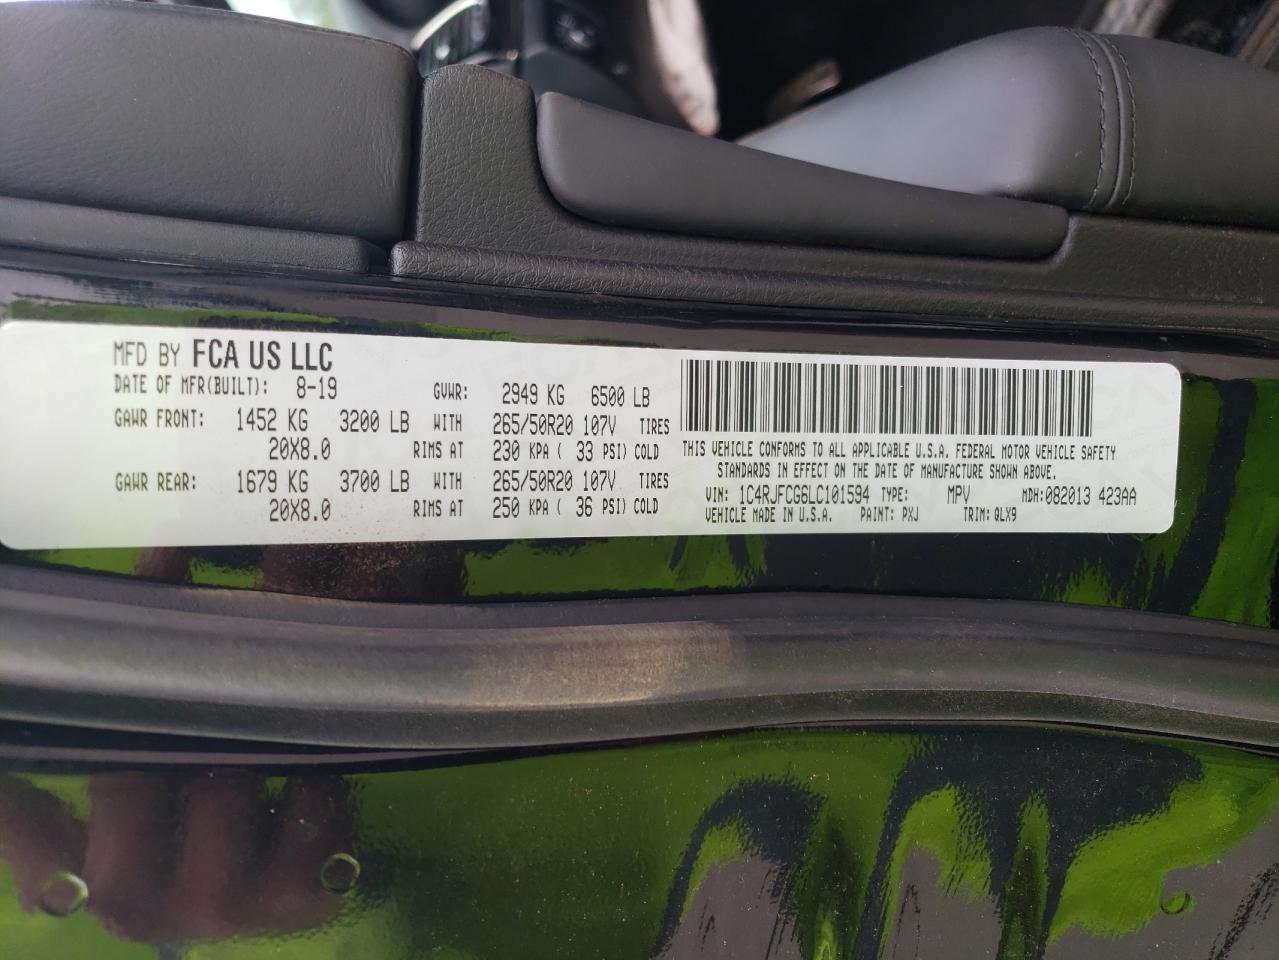 MFD BY FCA US LLC
DATE OF MFR(BUILT): 8-19 GVWR: 2949 KG 6500 LB
GAWR FRONT: 1452 KG 3200 LB WITH 265/50R20 107V TIRES
20X8.0 RIMS AT 230 KPA ( 33 PSI) COLD
GAWR REAR: 1679 KG 3700 LB WITH 265/50R20 107V TIRES
20X8.0 RIMS AT 250 KPA ( 36 PSI) COLD
THIS VEHICLE CONFORMS TO ALL APPLICABLE U.S.A. FEDERAL MOTOR VEHICLE SAFETY
STANDARDS IN EFFECT ON THE DATE OF MANUFACTURE SHOWN ABOVE.
VIN: 1C4RJFCG6LC101594 TYPE: MPV MDH:082013 423AA
VEHICLE MADE IN U.S.A. PAINT: PXJ TRIM: QLX9